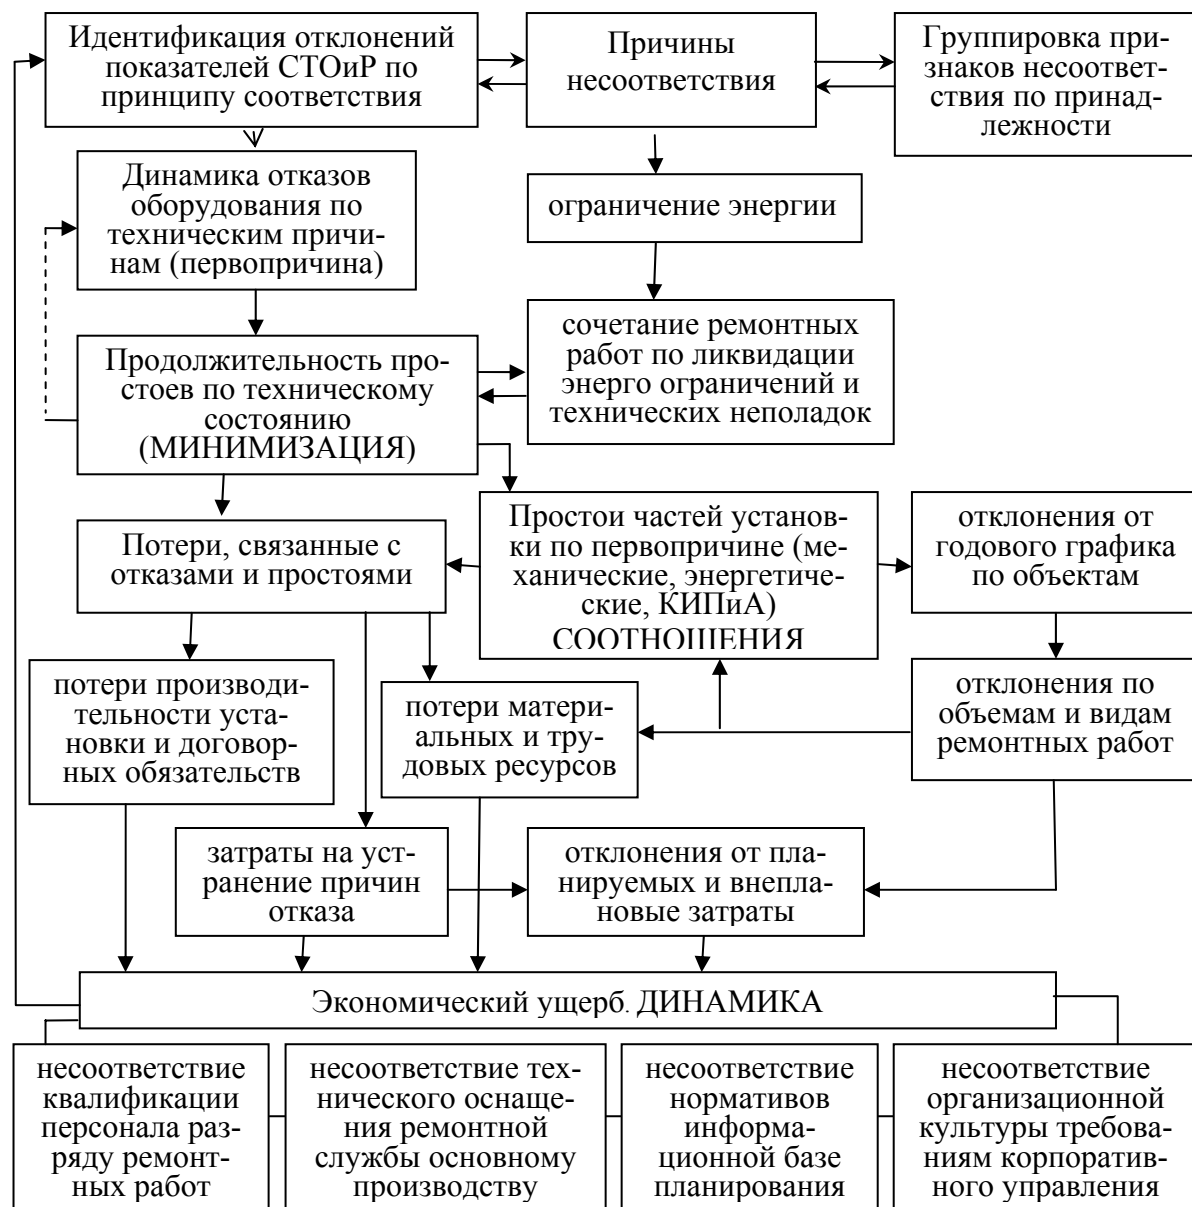 Идентификация отклонений
показателей СТОиР по
принципу соответствия
Причины
несоответствия
Группировка при-
знаков несоответ-
ствия по принад-
лежности
Динамика отказов
оборудования по
техническим причи-
нам (первопричина)
ограничение энергии
Продолжительность про-
стоев по техническому
состоянию
(МИНИМИЗАЦИЯ)
сочетание ремонтных
работ по ликвидации
энерго ограничений и
технических неполадок
Потери, связанные с
отказами и простоями
Простои частей установ-
ки по первопричине (ме-
ханические, энергетиче-
ские, КИПиА)
СООТНОШЕНИЯ
отклонения от
годового графика
по объектам
потери производи-
тельности уста-
новки и договор-
ных обязательств
потери матери-
альных и тру-
довых ресурсов
отклонения по
объемам и видам
ремонтных работ
затраты на уст-
ранение причин
отказа
отклонения от пла-
нируемых и внепла-
новые затраты
Экономический ущерб. ДИНАМИКА
несоответствие
квалификации
персонала раз-
ряду ремонт-
ных работ
несоответствие тех-
нического оснаще-
ния ремонтной
службы основному
производству
несоответствие
нормативов
информа-
ционной базе
планирования
несоответствие
организационной
культуры требова-
ниям корпоратив-
ного управления